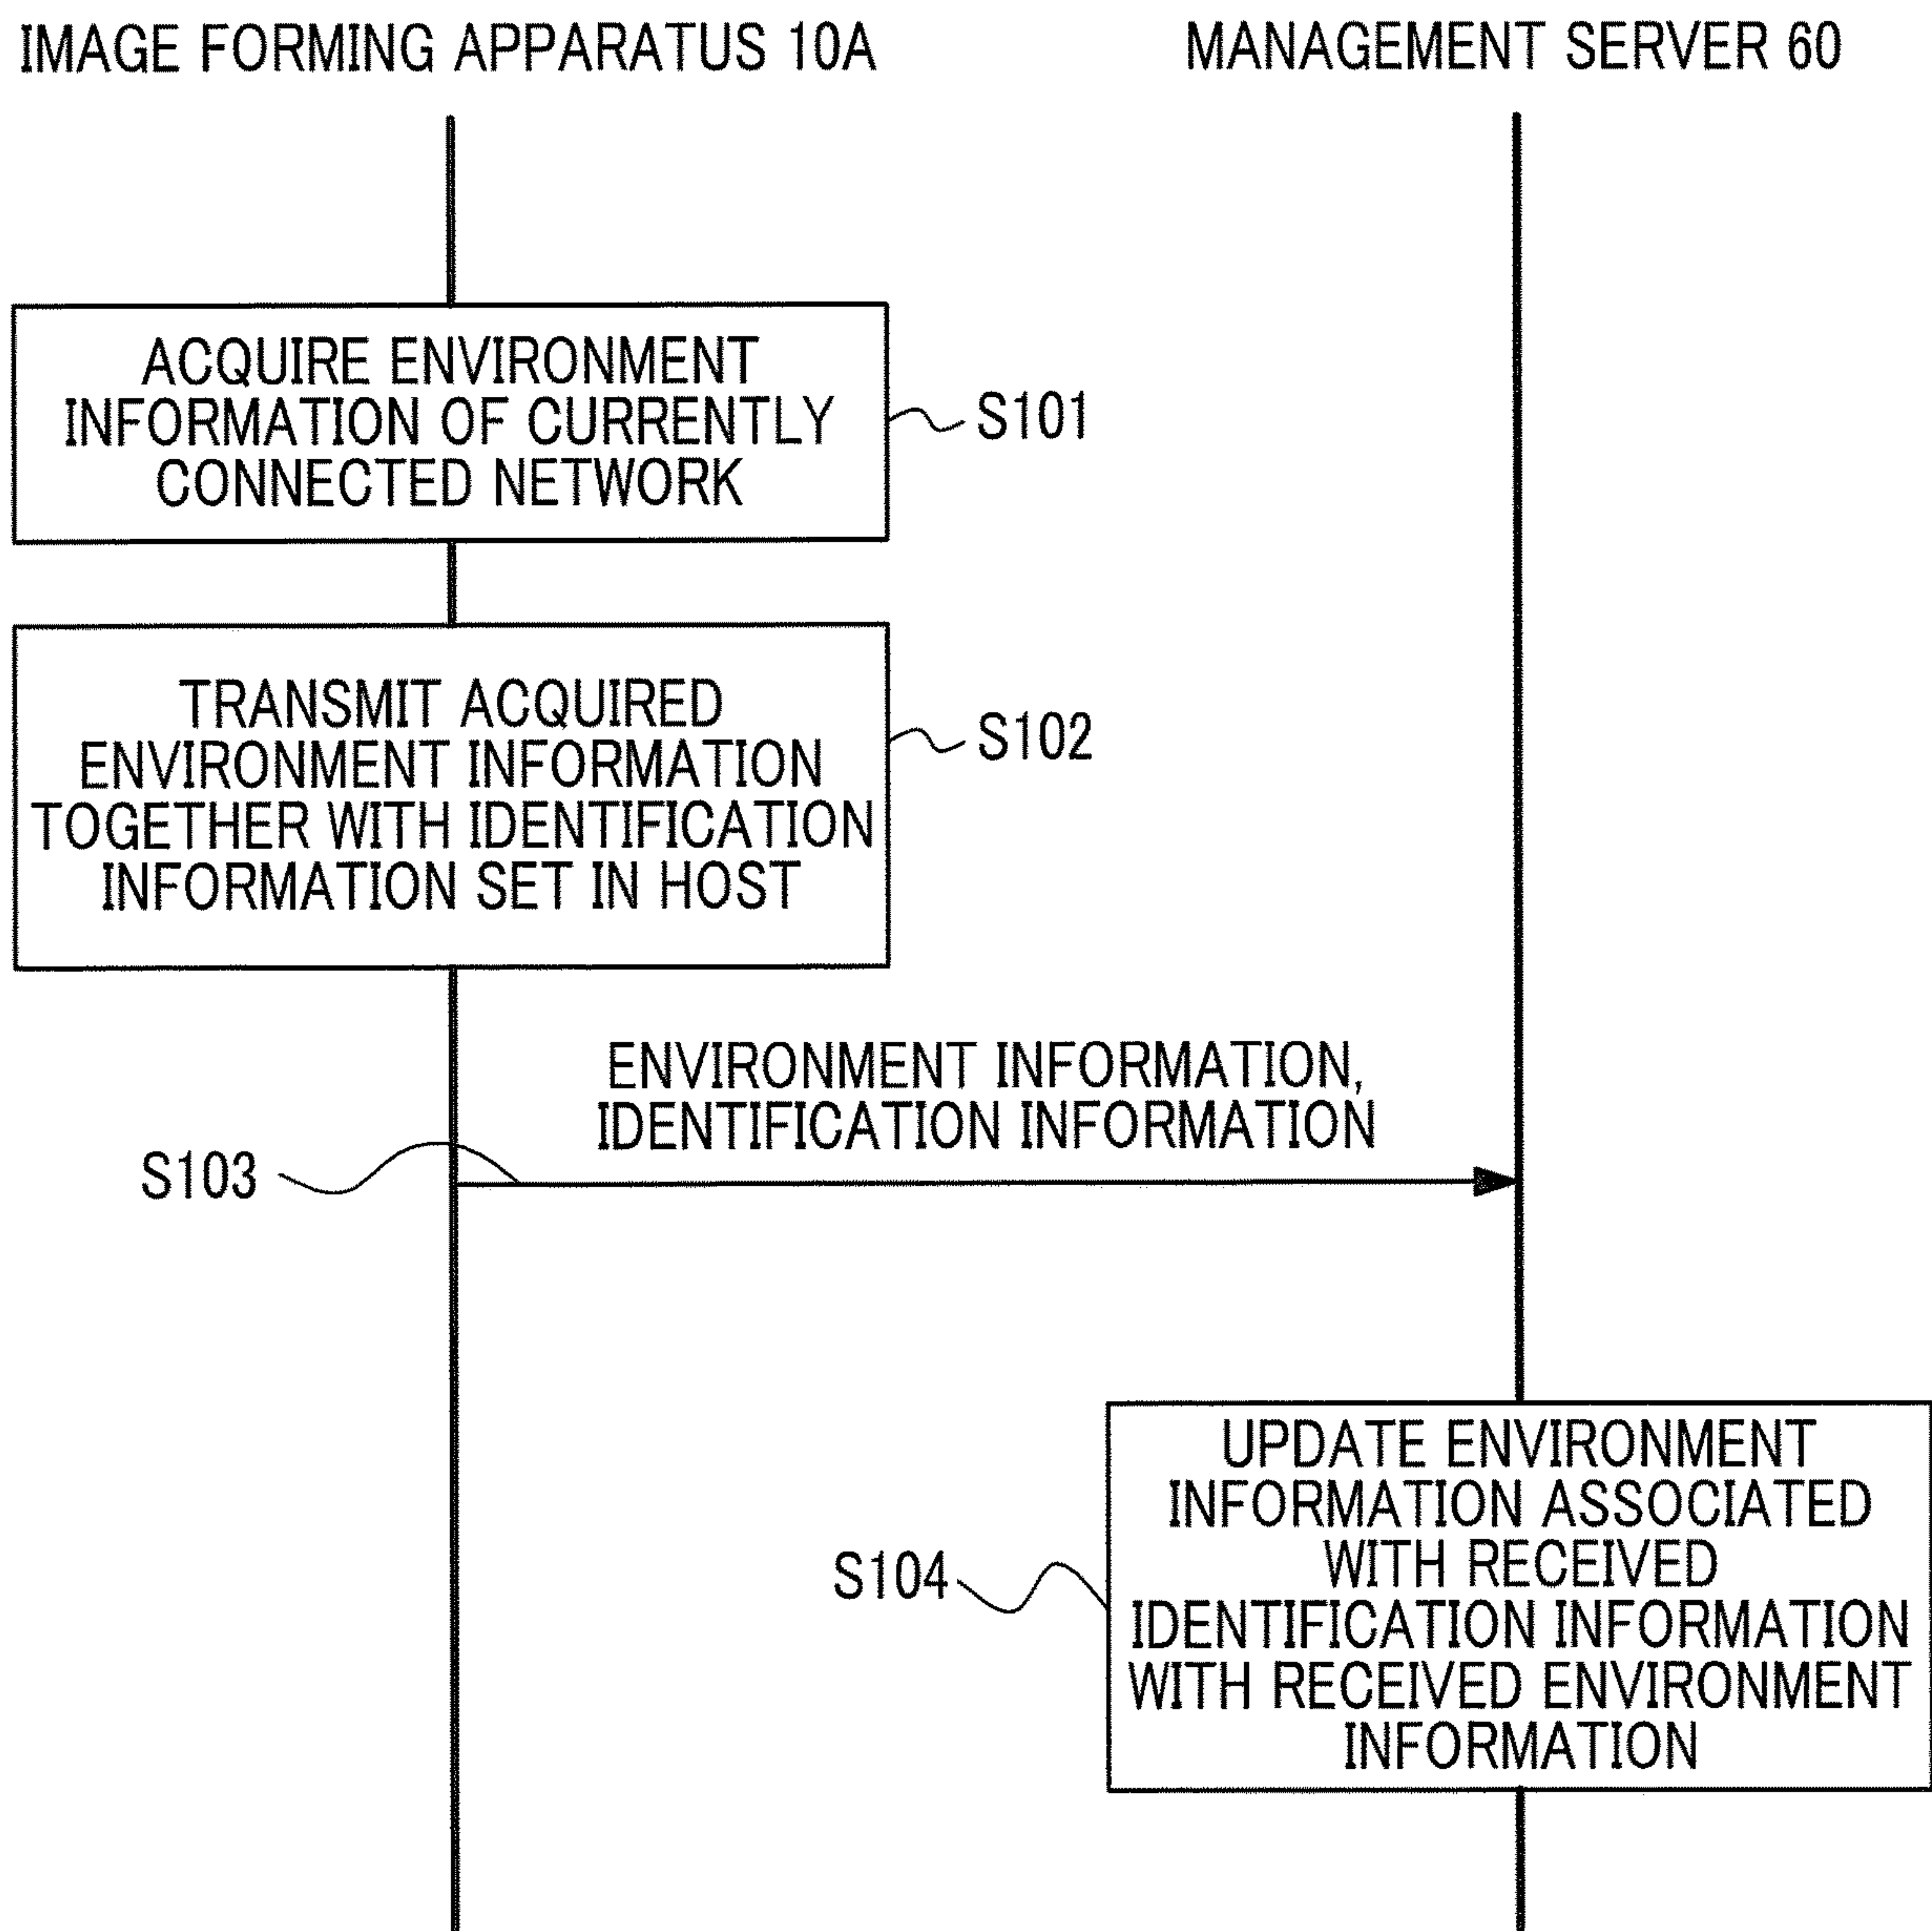 IMAGE FORMING APPARATUS 10A
MANAGEMENT SERVER 60
ACQUIRE ENVIRONMENT
INFORMATION OF CURRENTLY
CONNECTED NETWORK
S101
TRANSMIT ACQUIRED
ENVIRONMENT INFORMATION
TOGETHER WITH IDENTIFICATION
INFORMATION SET IN HOST
S102
ENVIRONMENT INFORMATION,
IDENTIFICATION INFORMATION
S103
UPDATE ENVIRONMENT
INFORMATION ASSOCIATED
WITH RECEIVED
IDENTIFICATION INFORMATION
WITH RECEIVED ENVIRONMENT
INFORMATION
S104